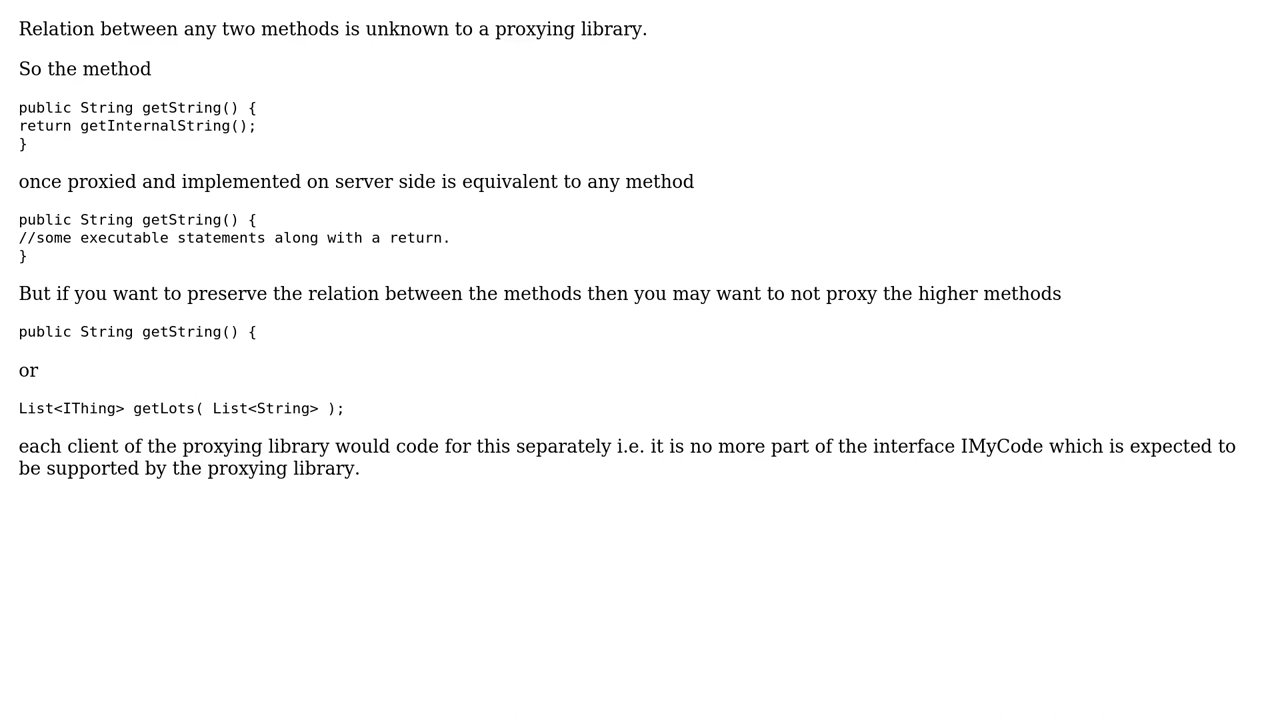 Relation between any two methods is unknown to a proxying library.
So the method
public String getString() {
return getInternalString();
}
once proxied and implemented on server side is equivalent to any method
public String getString() {
//some executable statements along with a return.
}
But if you want to preserve the relation between the methods then you may want to not proxy the higher methods
public String getString() {
or
List<IThing> getLots( List<String> );
each client of the proxying library would code for this separately i.e. it is no more part of the interface IMyCode which is expected to
be supported by the proxying library.